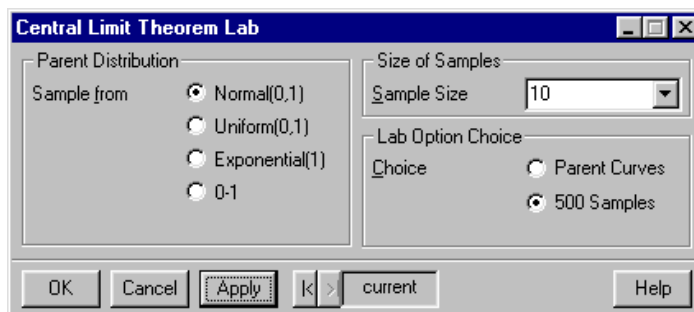 Central Limit Theorem Lab
Parent Distribution
Sample from
Normal(0,1)
Uniform(0,1)
Exponential(1)
0-1
Size of Samples
Sample Size
10
Lab Option Choice
Choice
Parent Curves
500 Samples
OK
Cancel
Apply
current
Help